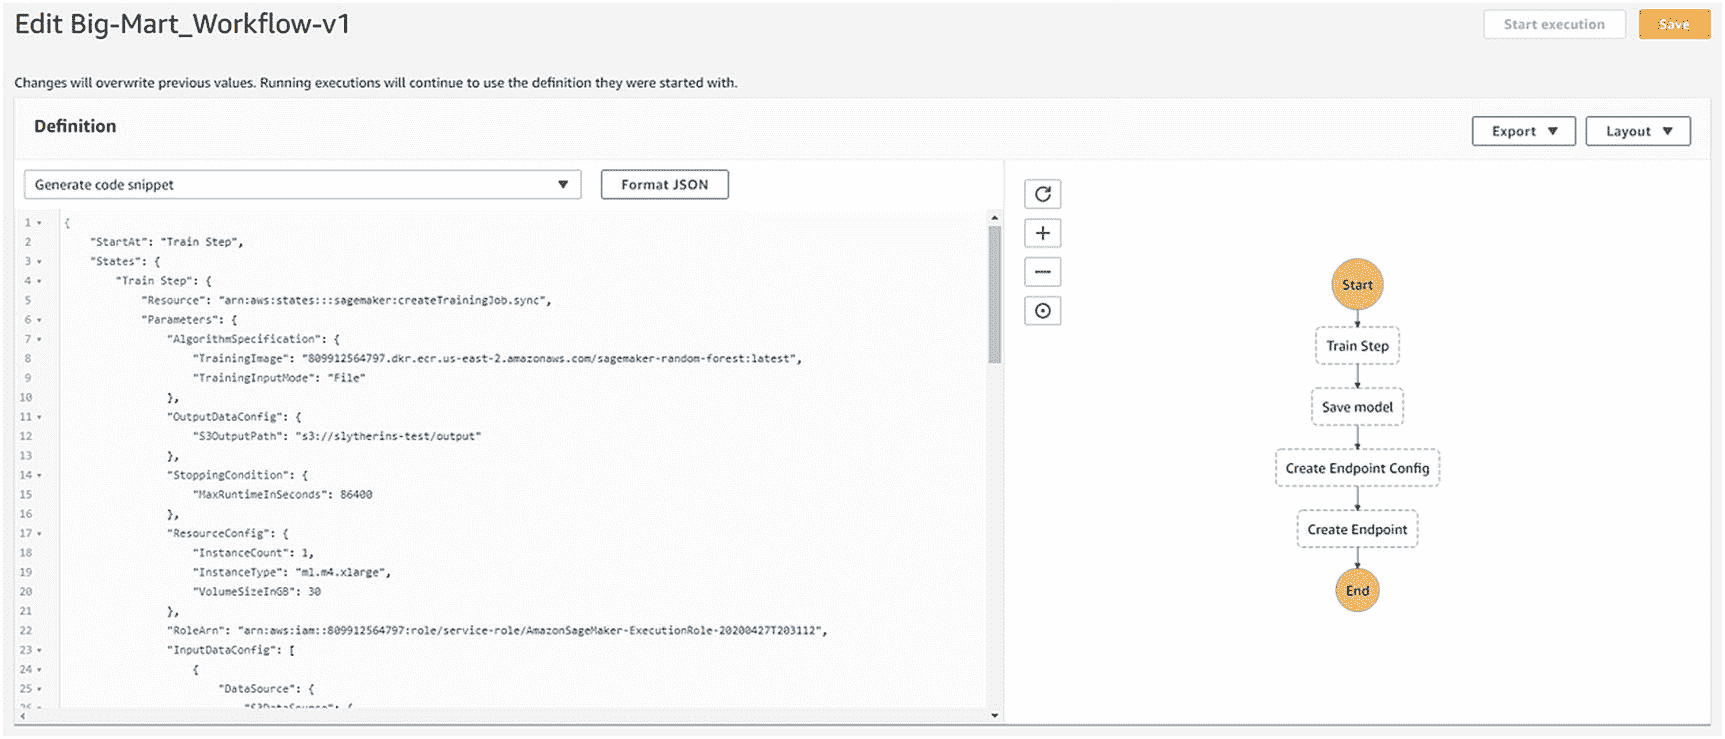 Edit Big-Mart_Workflow-v1
Start execution
Save
Changes will overwrite previous values. Running executions will continue to use the definition they were started with.
Definition
Export
Layout
Generate code snippet
Format JSON
1 {
2 "StartAt": "Train Step",
3 "States": {
4 "Train Step": {
5 "Resource": "arn:aws:states:::sagemaker:createTrainingJob.sync",
6 "Parameters": {
7 "AlgorithmSpecification": {
8 "TrainingImage": "809912564797.dkr.ecr.us-east-2.amazonaws.com/sagemaker-random-forest:latest",
9 "TrainingInputMode": "File"
10 },
11 "OutputDataConfig": {
12 "S3OutputPath": "s3://slytherins-test/output"
13 },
14 "StoppingCondition": {
15 "MaxRuntimeInSeconds": 86400
16 },
17 "ResourceConfig": {
18 "InstanceCount": 1,
19 "InstanceType": "ml.m4.xlarge",
20 "VolumeSizeInGB": 30
21 },
22 "RoleArn": "arn:aws:iam::809912564797:role/service-role/AmazonSageMaker-ExecutionRole-20200427T203112",
23 "InputDataConfig": [
24 {
25 "DataSource": {
26 "S3DataSource": {
Start
Train Step
Save model
Create Endpoint Config
Create Endpoint
End